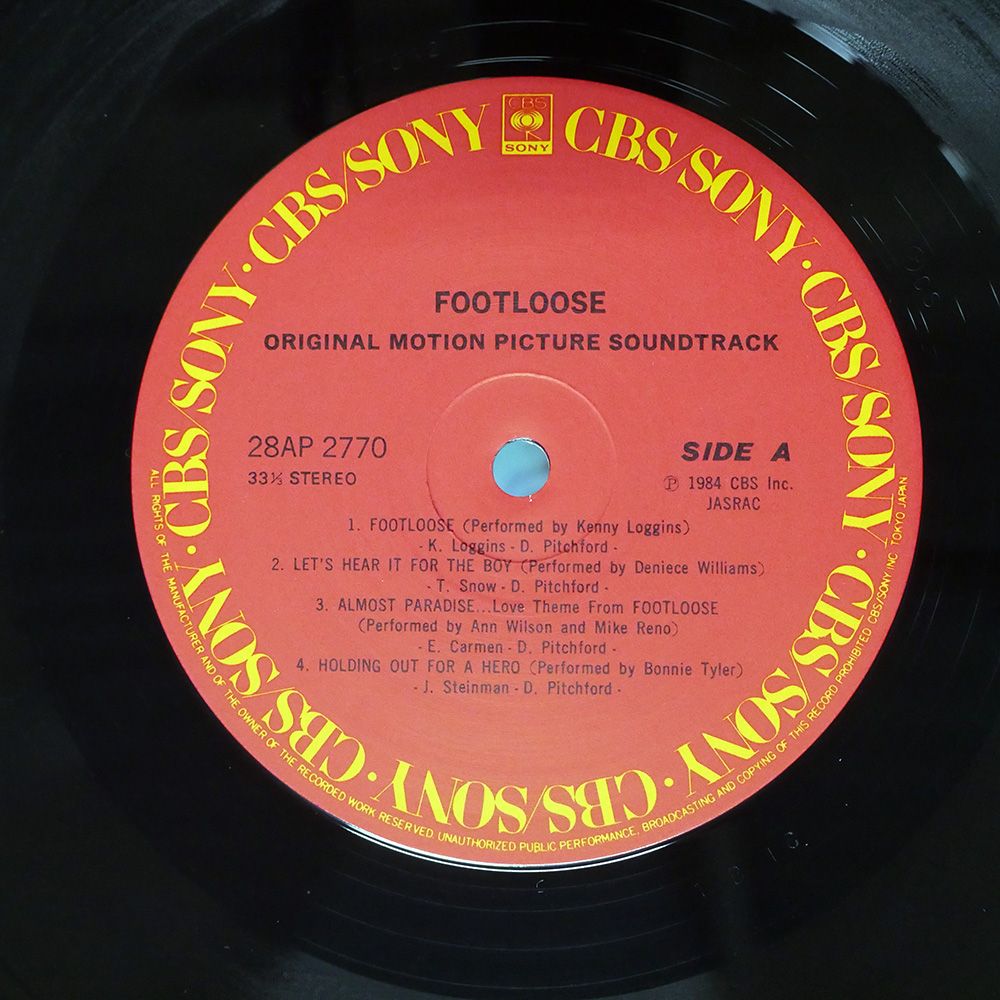 CBS
SONY
CBS/SONY · CBS/SONY · CBS/SONY · CBS/SONY · CBS/SONY · CBS/SONY · CBS/SONY · CBS/SONY · CBS/SONY
FOOTLOOSE
ORIGINAL MOTION PICTURE SOUNDTRACK
28AP 2770
SIDE A
33⅓ STEREO
℗ 1984 CBS Inc.
JASRAC
1. FOOTLOOSE (Performed by Kenny Loggins)
- K. Loggins - D. Pitchford -
2. LET'S HEAR IT FOR THE BOY (Performed by Deniece Williams)
- T. Snow - D. Pitchford -
3. ALMOST PARADISE...Love Theme From FOOTLOOSE
(Performed by Ann Wilson and Mike Reno)
- E. Carmen - D. Pitchford -
4. HOLDING OUT FOR A HERO (Performed by Bonnie Tyler)
- J. Steinman - D. Pitchford -
ALL RIGHTS OF THE MANUFACTURER AND OF THE OWNER OF THE RECORDED WORK RESERVED UNAUTHORIZED PUBLIC PERFORMANCE, BROADCASTING AND COPYING OF THIS RECORD PROHIBITED CBS/SONY INC TOKYO JAPAN